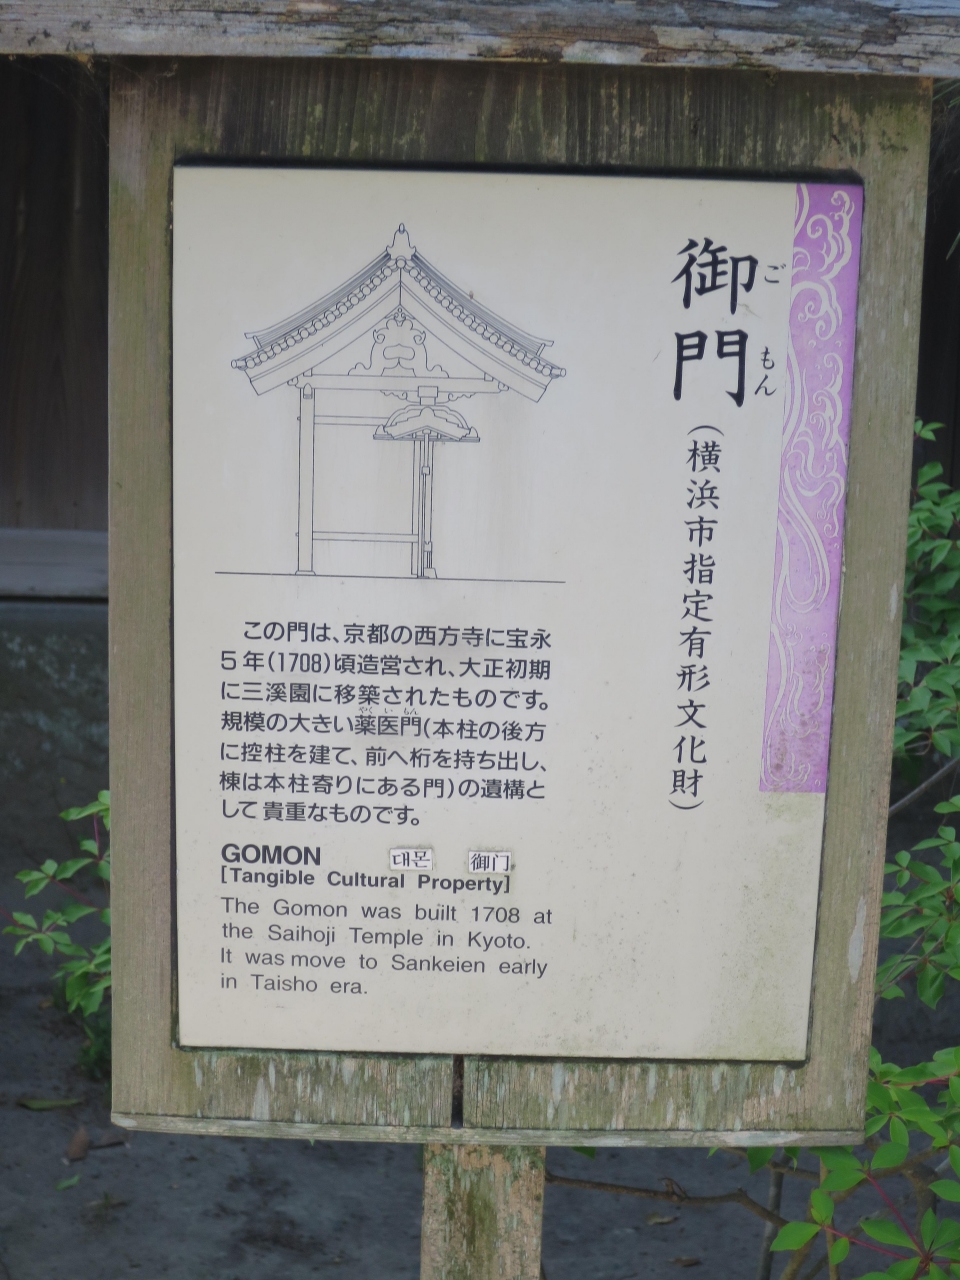 御門
ごもん
（横浜市指定有形文化財）
この門は、京都の西方寺に宝永
5年(1708)頃造営され、大正初期
に三溪園に移築されたものです。
規模の大きい薬医門(本柱の後方
やくいもん
に控柱を建て、前へ桁を持ち出し、
棟は本柱寄りにある門)の遺構と
して貴重なものです。
GOMON 대문 御门
[Tangible Cultural Property]
The Gomon was built 1708 at
the Saihoji Temple in Kyoto.
It was move to Sankeien early
in Taisho era.